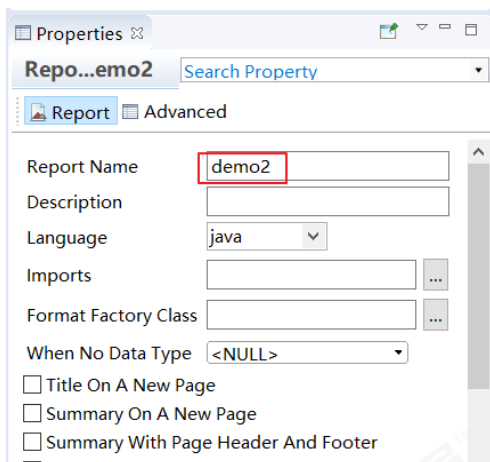 Properties
Repo...emo2 Search Property
Report Advanced
Report Name demo2
Description
Language java
Imports ...
Format Factory Class ...
When No Data Type <NULL>
Title On A New Page
Summary On A New Page
Summary With Page Header And Footer